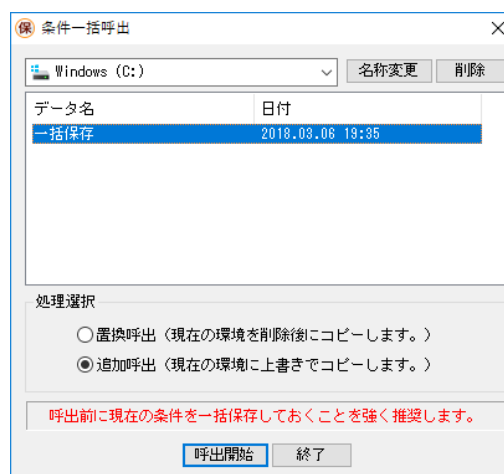 保 条件一括呼出
Windows (C:) 名称変更 削除
データ名 日付
一括保存 2018.03.06 19:35
処理選択
置換呼出（現在の環境を削除後にコピーします。）
追加呼出（現在の環境に上書きでコピーします。）
呼出前に現在の条件を一括保存しておくことを強く推奨します。
呼出開始 終了